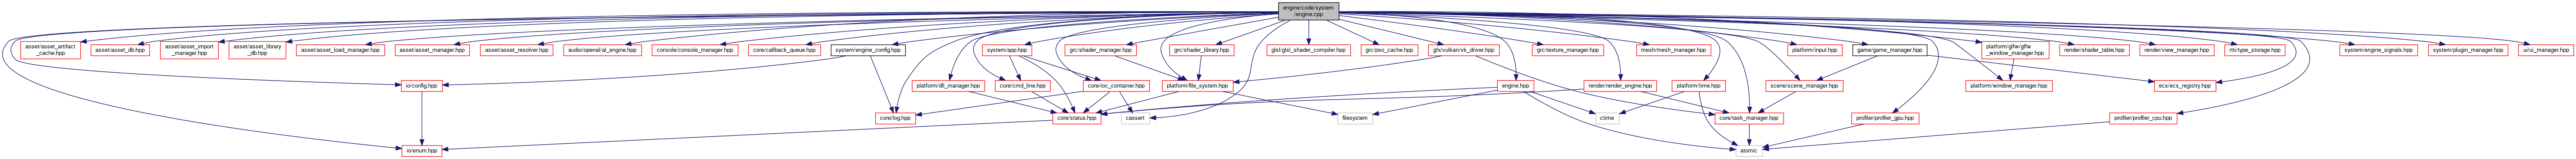 engine/code/system
/engine.cpp
asset/asset_artifact
_cache.hpp
asset/asset_db.hpp
asset/asset_import
_manager.hpp
asset/asset_library
_db.hpp
asset/asset_load_manager.hpp
asset/asset_manager.hpp
asset/asset_resolver.hpp
audio/openal/al_engine.hpp
console/console_manager.hpp
core/callback_queue.hpp
system/engine_config.hpp
system/app.hpp
grc/shader_manager.hpp
grc/shader_library.hpp
glsl/glsl_shader_compiler.hpp
grc/pso_cache.hpp
gfx/vulkan/vk_driver.hpp
grc/texture_manager.hpp
mesh/mesh_manager.hpp
platform/input.hpp
game/game_manager.hpp
platform/glfw/glfw
_window_manager.hpp
render/shader_table.hpp
render/view_manager.hpp
rtti/type_storage.hpp
system/engine_signals.hpp
system/plugin_manager.hpp
ui/ui_manager.hpp
io/config.hpp
platform/dll_manager.hpp
core/cmd_line.hpp
core/ioc_container.hpp
platform/file_system.hpp
engine.hpp
render/render_engine.hpp
platform/time.hpp
scene/scene_manager.hpp
platform/window_manager.hpp
ecs/ecs_registry.hpp
core/log.hpp
core/status.hpp
cassert
filesystem
ctime
core/task_manager.hpp
profiler/profiler_gpu.hpp
profiler/profiler_cpu.hpp
io/enum.hpp
atomic